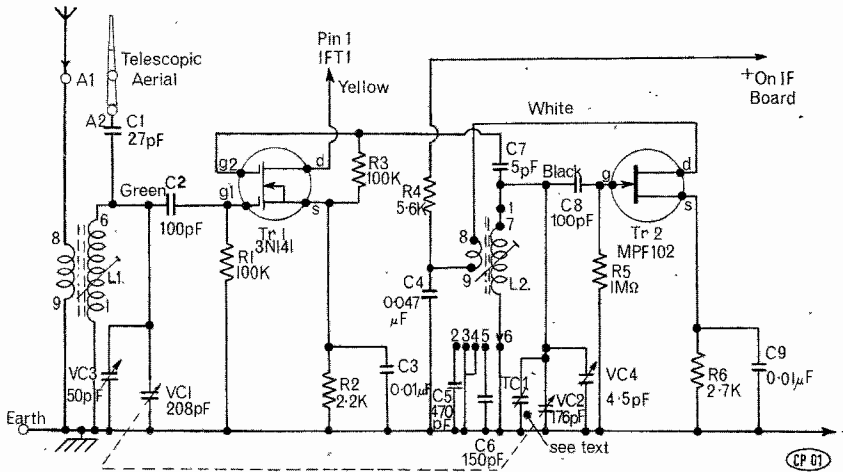 Pin 1
IFT1
Yellow
A1
Telescopic
Aerial
A2
C1
27pF
+On IF
Board
White
C7
5pF
Black
g2
d
g1
s
R3
100K
R4
5.6K
Green
C2
100pF
Tr 1
3N141
C8
100pF
g
d
s
Tr 2
MPF102
6
8
9
L1.
1
R1
100K
1
7
8
9
L2.
C4
0.047
µF
R5
1MΩ
2 3 4 5
6
VC3
50pF
VC1
208pF
R2
2.2K
C3
0.01µF
C5
470
pF
C6
150pF
TC1
VC2
176pF
see text
VC4
4.5pF
R6
2.7K
C9
0.01µF
Earth
CP 01